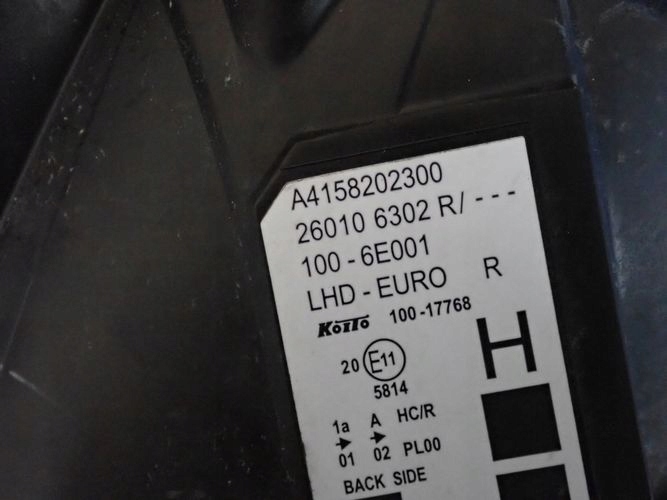 A4158202300
26010 6302 R/ ---
100 - 6E001
LHD - EURO R
KOITO 100-17768
H
20 E11
5814
1a A HC/R
01 02 PL00
BACK SIDE